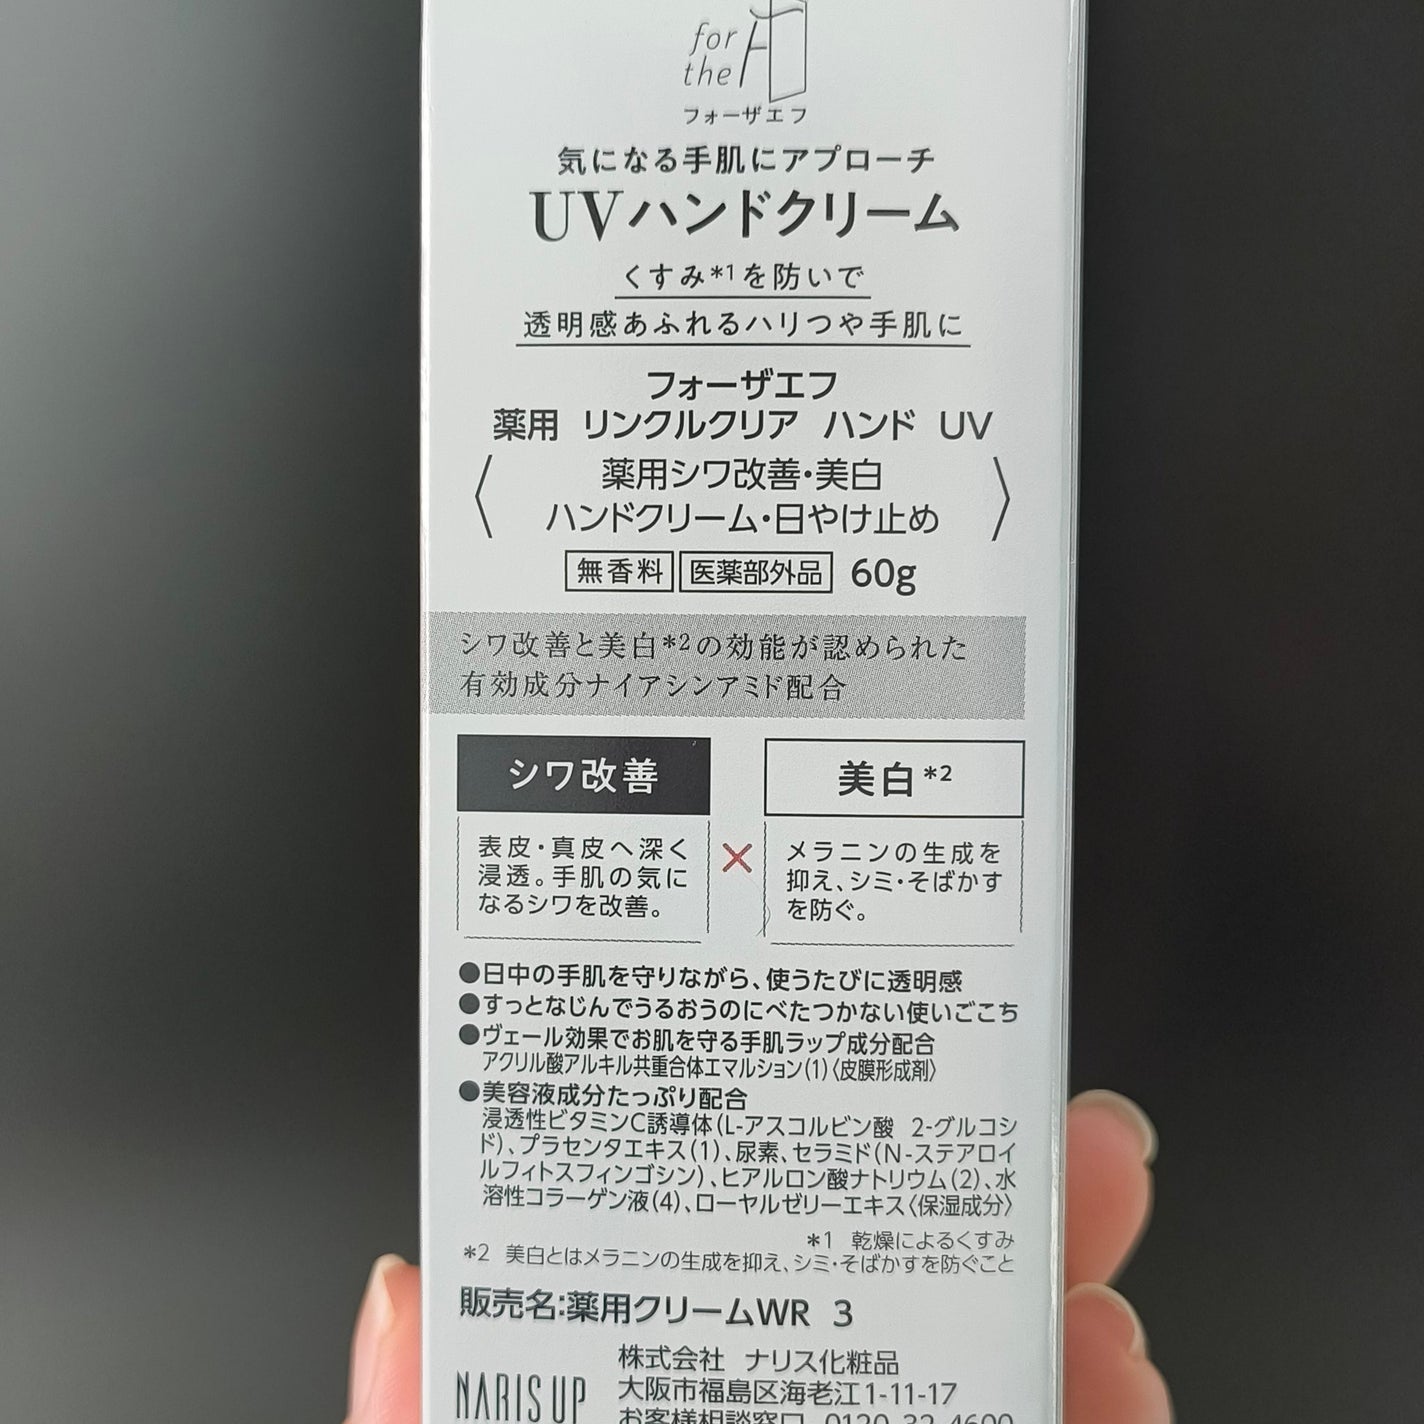 for
the F
フォーザエフ
気になる手肌にアプローチ
UVハンドクリーム
くすみ*1を防いで
透明感あふれるハリつや手肌に
フォーザエフ
薬用 リンクルクリア ハンド UV
薬用シワ改善・美白
ハンドクリーム・日やけ止め
無香料 医薬部外品 60g
シワ改善と美白*2の効能が認められた
有効成分ナイアシンアミド配合
シワ改善
表皮・真皮へ深く
浸透。手肌の気に
なるシワを改善。
×
美白*2
メラニンの生成を
抑え、シミ・そばかす
を防ぐ。
●日中の手肌を守りながら、使うたびに透明感
●すっとなじんでうるおうのにべたつかない使いごこち
●ヴェール効果でお肌を守る手肌ラップ成分配合
アクリル酸アルキル共重合体エマルション(1)〈皮膜形成剤〉
●美容液成分たっぷり配合
浸透性ビタミンC誘導体(L-アスコルビン酸 2-グルコシ
ド)、プラセンタエキス(1)、尿素、セラミド(N-ステアロイ
ルフィトスフィンゴシン)、ヒアルロン酸ナトリウム(2)、水
溶性コラーゲン液(4)、ローヤルゼリーエキス〈保湿成分〉
*1 乾燥によるくすみ
*2 美白とはメラニンの生成を抑え、シミ・そばかすを防ぐこと
販売名:薬用クリームWR 3
NARIS UP
株式会社 ナリス化粧品
大阪市福島区海老江1-11-17
お客様相談窓口 0120-32-4600